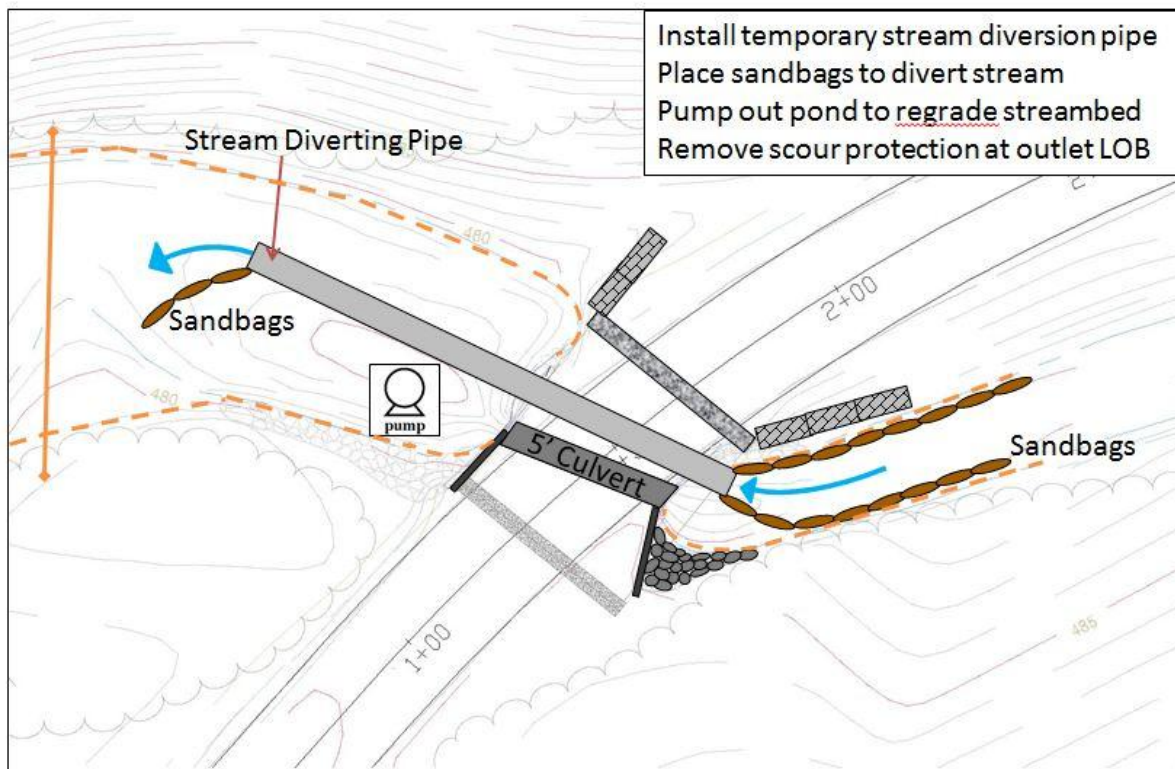 Install temporary stream diversion pipe
Place sandbags to divert stream
Pump out pond to regrade streambed
Remove scour protection at outlet LOB
Stream Diverting Pipe
480
2+00
Sandbags
480
pump
5' Culvert
Sandbags
1+00
485